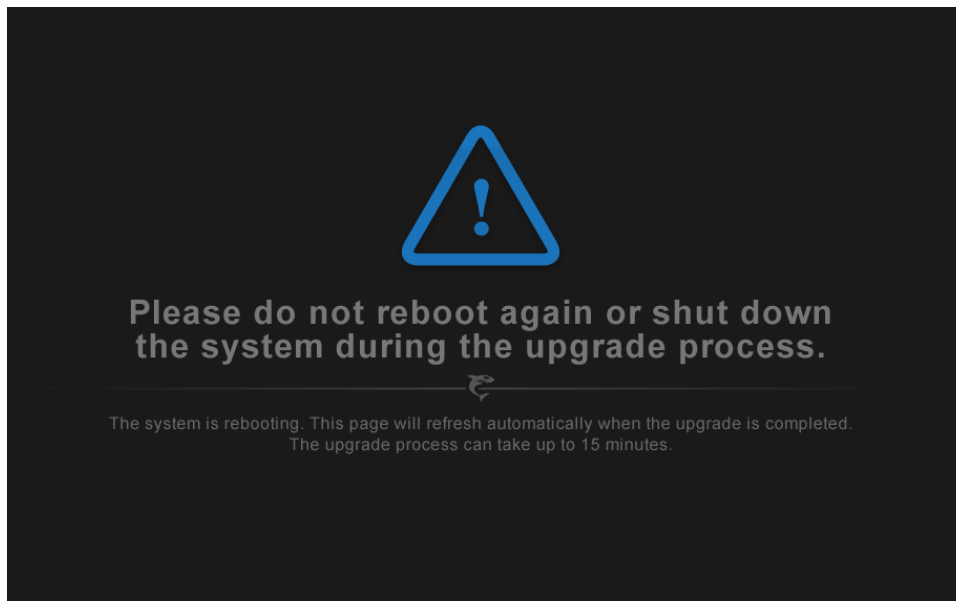 Please do not reboot again or shut down
the system during the upgrade process.
The system is rebooting. This page will refresh automatically when the upgrade is completed.
The upgrade process can take up to 15 minutes.